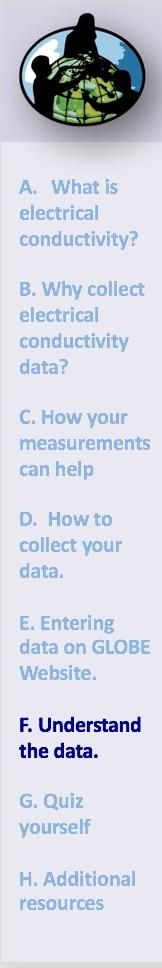 A.   What is
electrical
conductivity?
B. Why collect
electrical
conductivity
data?
C. How your
measurements
can help
D.  How to
collect your
data.
E. Entering
data on GLOBE
Website.
F. Understand
the data.
G. Quiz
yourself
H. Additional
resources